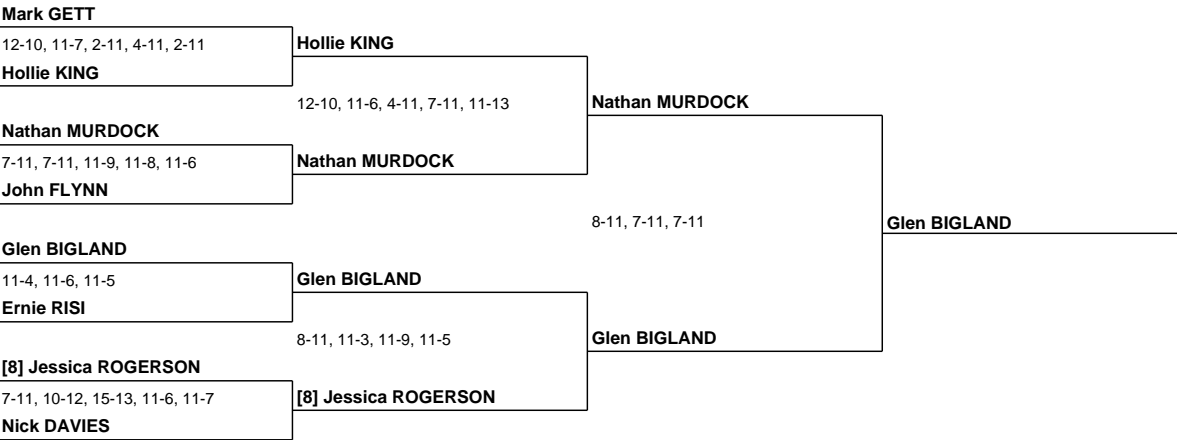 Mark GETT
12-10, 11-7, 2-11, 4-11, 2-11
Hollie KING
Hollie KING
12-10, 11-6, 4-11, 7-11, 11-13
Nathan MURDOCK
Nathan MURDOCK
7-11, 7-11, 11-9, 11-8, 11-6
Nathan MURDOCK
John FLYNN
8-11, 7-11, 7-11
Glen BIGLAND
Glen BIGLAND
11-4, 11-6, 11-5
Glen BIGLAND
Ernie RISI
8-11, 11-3, 11-9, 11-5
Glen BIGLAND
[8] Jessica ROGERSON
7-11, 10-12, 15-13, 11-6, 11-7
[8] Jessica ROGERSON
Nick DAVIES